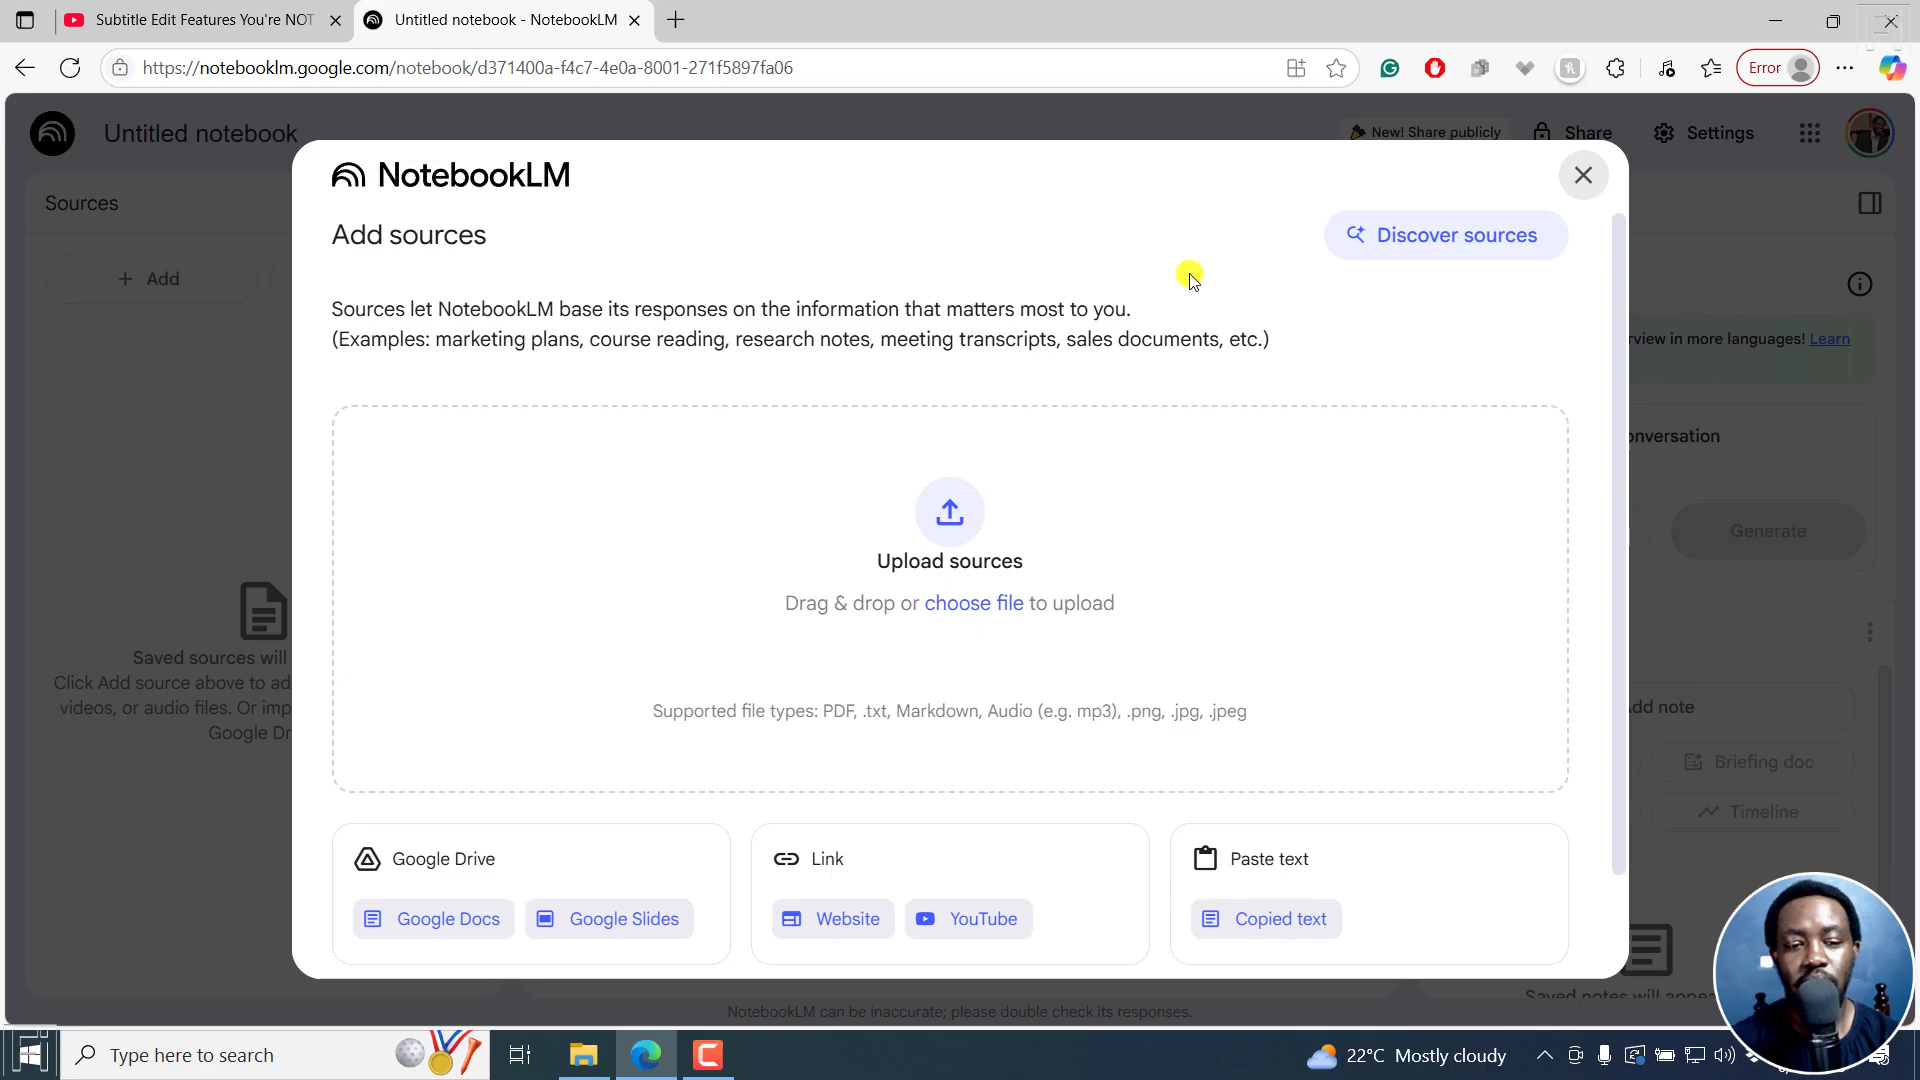 Subtitle Edit Features You're NOT
Untitled notebook - NotebookLM
https://notebooklm.google.com/notebook/d371400a-f4c7-4e0a-8001-271f5897fa06
Error
Untitled notebook
New! Share publicly
Share
Settings
Sources
Add
Saved sources will
Click Add source above to ad
videos, or audio files. Or imp
Google Dr
NotebookLM
Add sources
Discover sources
Sources let NotebookLM base its responses on the information that matters most to you.
(Examples: marketing plans, course reading, research notes, meeting transcripts, sales documents, etc.)
Upload sources
Drag & drop or choose file to upload
Supported file types: PDF, .txt, Markdown, Audio (e.g. mp3), .png, .jpg, .jpeg
Google Drive
Google Docs
Google Slides
Link
Website
YouTube
Paste text
Copied text
rview in more languages! Learn
onversation
Generate
dd note
Briefing doc
Timeline
Saved notes will appea
NotebookLM can be inaccurate; please double check its responses.
Type here to search
22°C Mostly cloudy